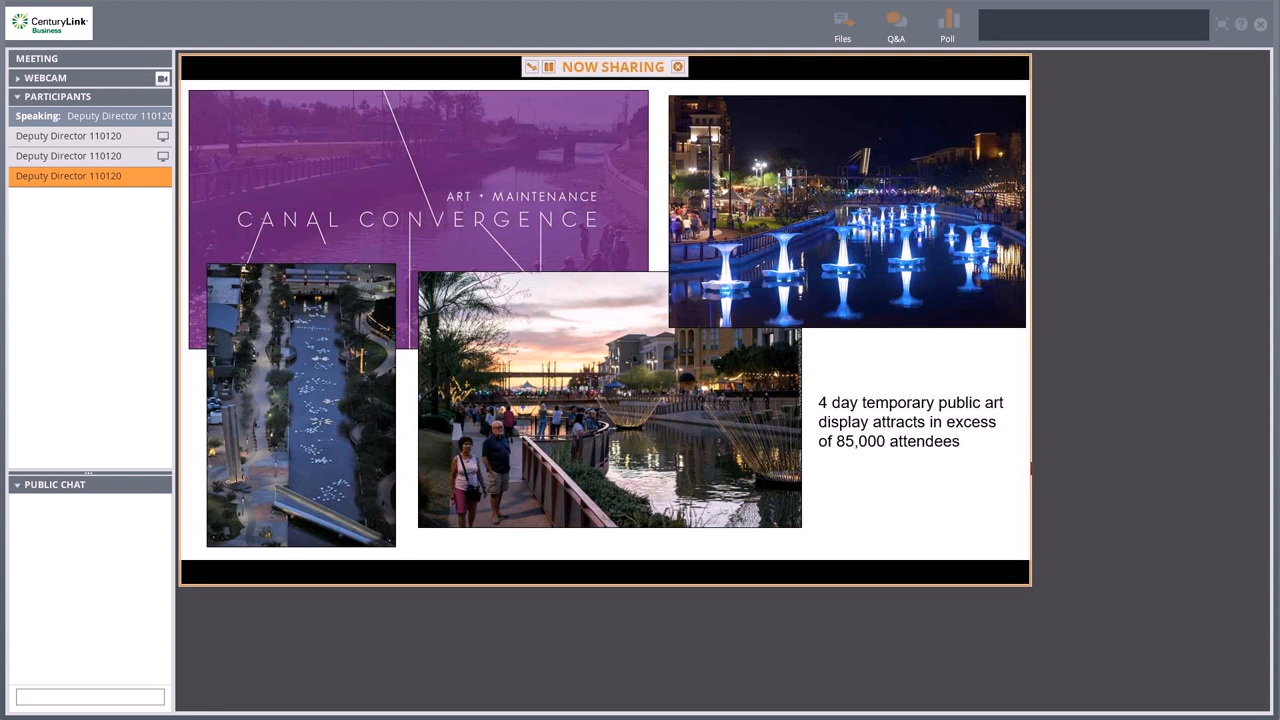 CenturyLink
Business
Files
Q&A
Poll
MEETING
WEBCAM
PARTICIPANTS
Speaking: Deputy Director 110120
Deputy Director 110120
Deputy Director 110120
Deputy Director 110120
PUBLIC CHAT
NOW SHARING
ART + MAINTENANCE
CANAL CONVERGENCE
4 day temporary public art
display attracts in excess
of 85,000 attendees